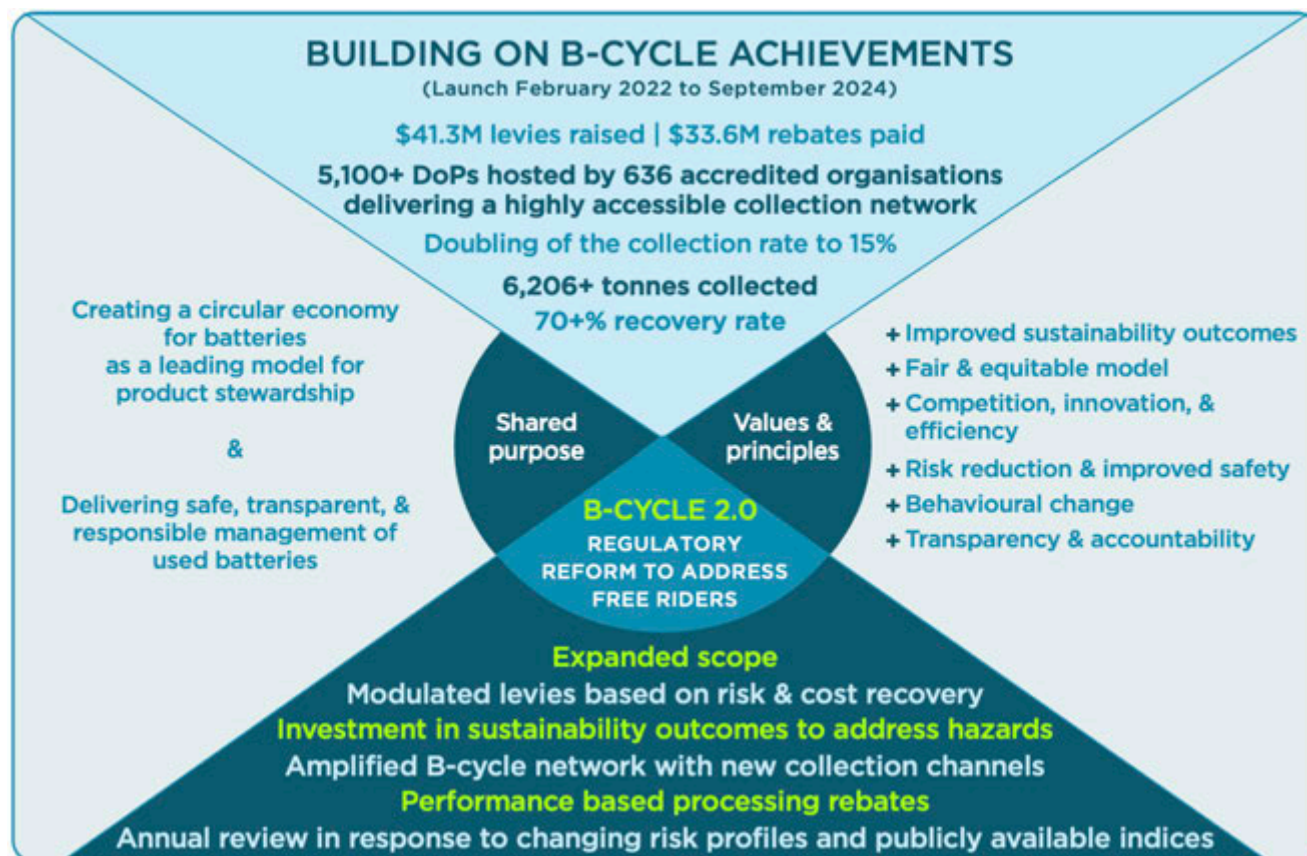 BUILDING ON B-CYCLE ACHIEVEMENTS
(Launch February 2022 to September 2024)
$41.3M levies raised | $33.6M rebates paid
5,100+ DoPs hosted by 636 accredited organisations
delivering a highly accessible collection network
Doubling of the collection rate to 15%
6,206+ tonnes collected
70+% recovery rate
Creating a circular economy
for batteries
as a leading model for
product stewardship
&
Delivering safe, transparent, &
responsible management of
used batteries
Shared
purpose
Values &
principles
+ Improved sustainability outcomes
+ Fair & equitable model
+ Competition, innovation, &
efficiency
+ Risk reduction & improved safety
+ Behavioural change
+ Transparency & accountability
B-CYCLE 2.0
REGULATORY
REFORM TO ADDRESS
FREE RIDERS
Expanded scope
Modulated levies based on risk & cost recovery
Investment in sustainability outcomes to address hazards
Amplified B-cycle network with new collection channels
Performance based processing rebates
Annual review in response to changing risk profiles and publicly available indices